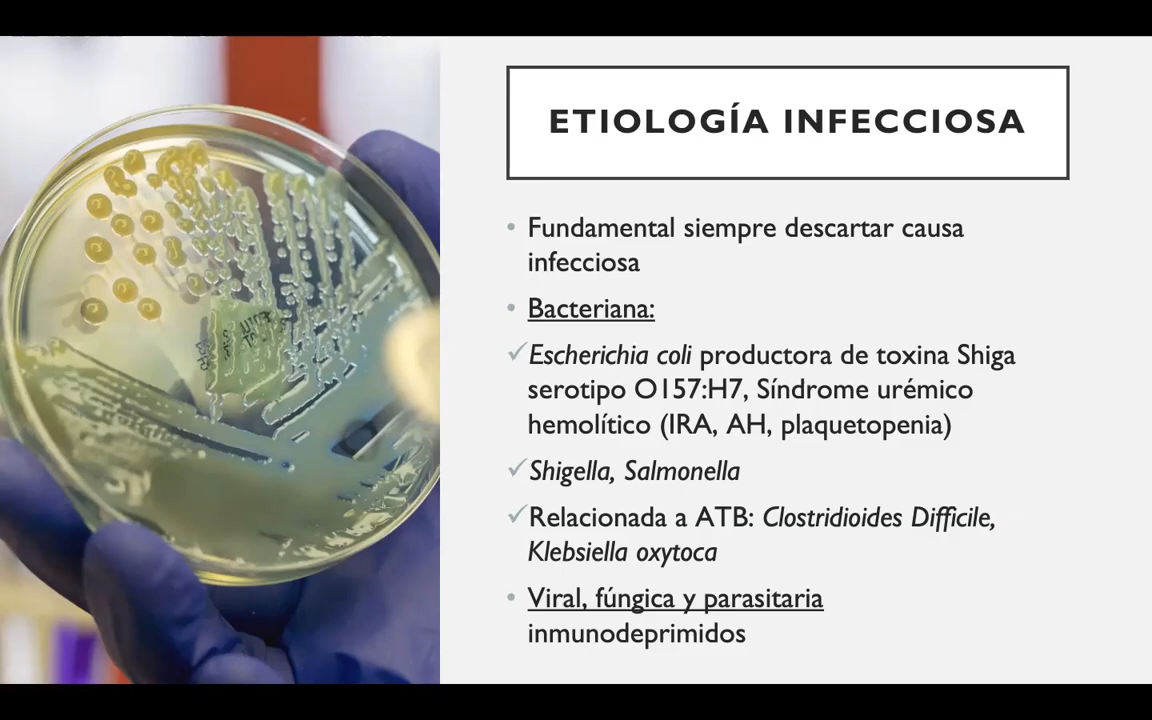 ETIOLOGÍA INFECCIOSA
• Fundamental siempre descartar causa
infecciosa
• Bacteriana:
✓Escherichia coli productora de toxina Shiga
serotipo O157:H7, Síndrome urémico
hemolítico (IRA, AH, plaquetopenia)
✓Shigella, Salmonella
✓Relacionada a ATB: Clostridioides Difficile,
Klebsiella oxytoca
• Viral, fúngica y parasitaria
inmunodeprimidos